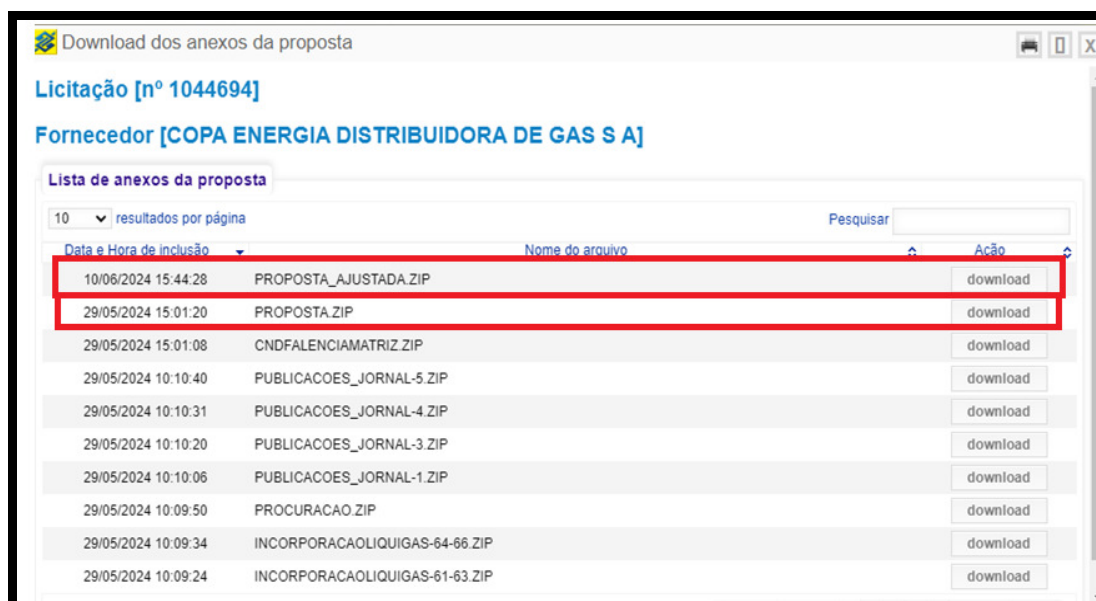 Download dos anexos da proposta
X
Licitação [nº 1044694]
Fornecedor [COPA ENERGIA DISTRIBUIDORA DE GAS S A]
Lista de anexos da proposta
10 resultados por página Pesquisar
Data e Hora de inclusão Nome do arquivo Ação
10/06/2024 15:44:28 PROPOSTA_AJUSTADA.ZIP download
29/05/2024 15:01:20 PROPOSTA.ZIP download
29/05/2024 15:01:08 CNDFALENCIAMATRIZ.ZIP download
29/05/2024 10:10:40 PUBLICACOES_JORNAL-5.ZIP download
29/05/2024 10:10:31 PUBLICACOES_JORNAL-4.ZIP download
29/05/2024 10:10:20 PUBLICACOES_JORNAL-3.ZIP download
29/05/2024 10:10:06 PUBLICACOES_JORNAL-1.ZIP download
29/05/2024 10:09:50 PROCURACAO.ZIP download
29/05/2024 10:09:34 INCORPORACAOLIQUIGAS-64-66.ZIP download
29/05/2024 10:09:24 INCORPORACAOLIQUIGAS-61-63.ZIP download